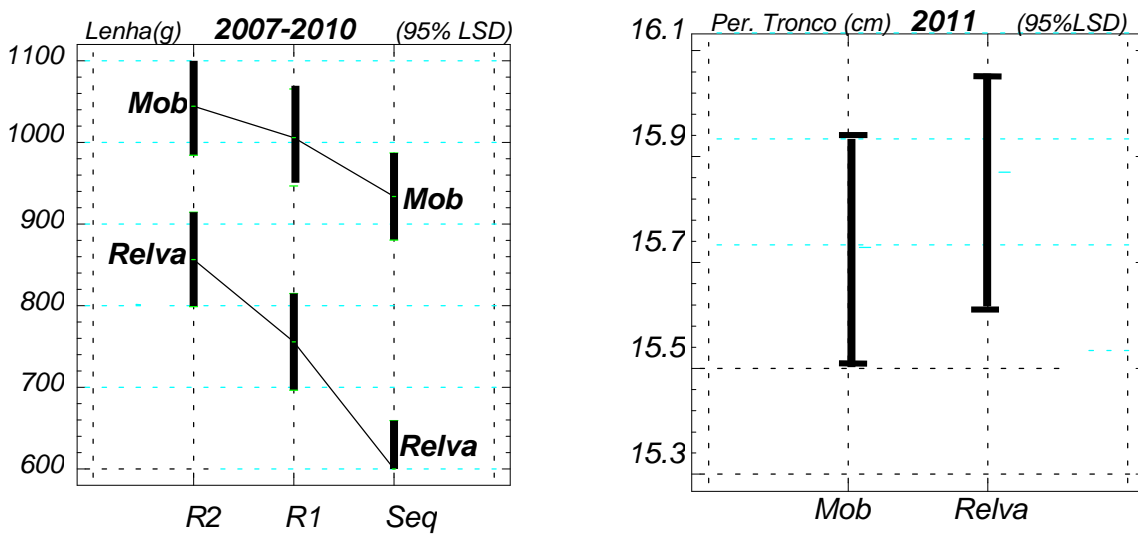 Lenha(g) 2007-2010 (95% LSD)
1100
1000
900
800
700
600
Mob
Mob
Relva
Relva
R2 R1 Seq
Per. Tronco (cm) 2011 (95%LSD)
16.1
15.9
15.7
15.5
15.3
Mob Relva